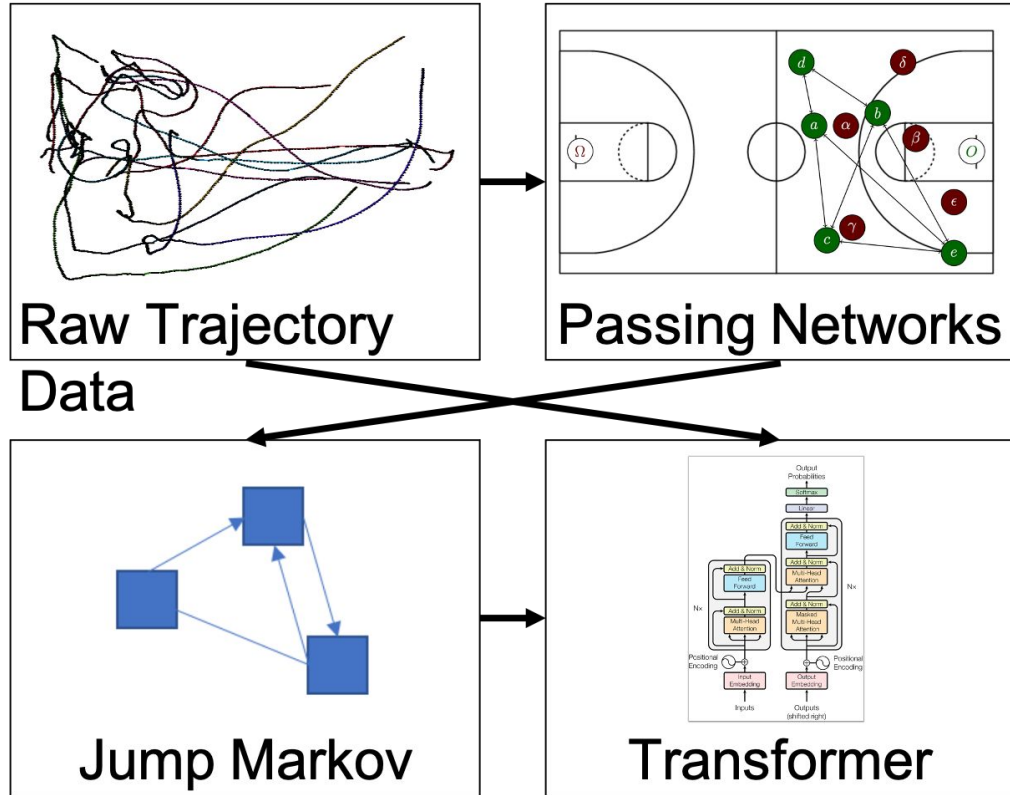 d
δ
b
a
α
β
Ω
O
ϵ
γ
c
e
Raw Trajectory
Data
Passing Networks
Output
Probabilities
Softmax
Linear
Add & Norm
Feed
Forward
Add & Norm
Multi-Head
Attention
Add & Norm
Feed
Forward
N×
N×
Add & Norm
Multi-Head
Attention
Add & Norm
Masked
Multi-Head
Attention
Positional
Encoding
Positional
Encoding
Input
Embedding
Output
Embedding
Inputs
Outputs
(shifted right)
Jump Markov
Transformer